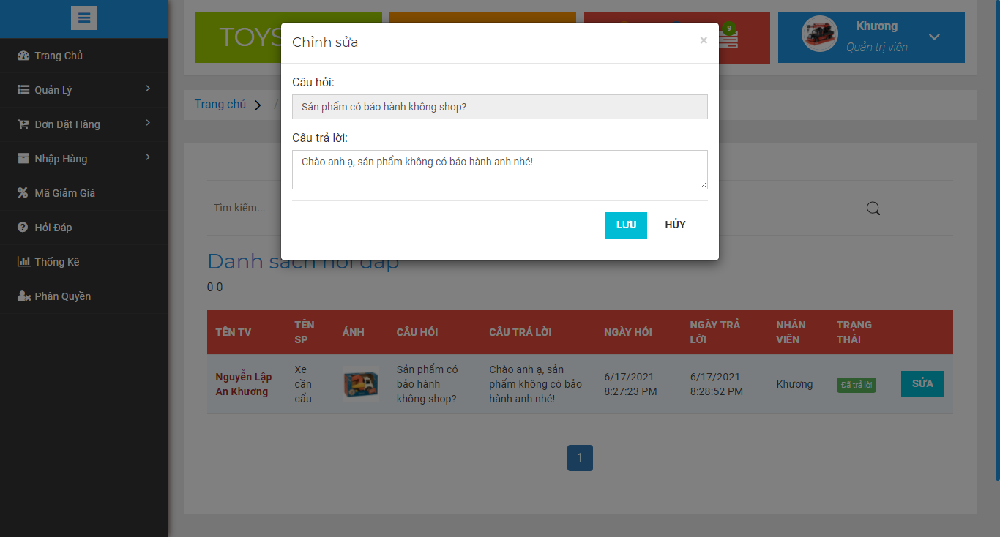 TOYS
9
Khương
Quản trị viên
Chỉnh sửa
×
Câu hỏi:
Sản phẩm có bảo hành không shop?
Câu trả lời:
Chào anh ạ, sản phẩm không có bảo hành anh nhé!
LƯU
HỦY
Trang Chủ
Quản Lý
Đơn Đặt Hàng
Nhập Hàng
Mã Giảm Giá
Hỏi Đáp
Thống Kê
Phân Quyền
Trang chủ
/
Tìm kiếm...
Danh sách hỏi đáp
0 0
TÊN TV
TÊN
SP
ẢNH
CÂU HỎI
CÂU TRẢ LỜI
NGÀY HỎI
NGÀY TRẢ
LỜI
NHÂN
VIÊN
TRẠNG
THÁI
Nguyễn Lập
An Khương
Xe
cần
cẩu
Sản phẩm có
bảo hành
không shop?
Chào anh ạ, sản
phẩm không có bảo
hành anh nhé!
6/17/2021
8:27:23 PM
6/17/2021
8:28:52 PM
Khương
Đã trả lời
SỬA
1